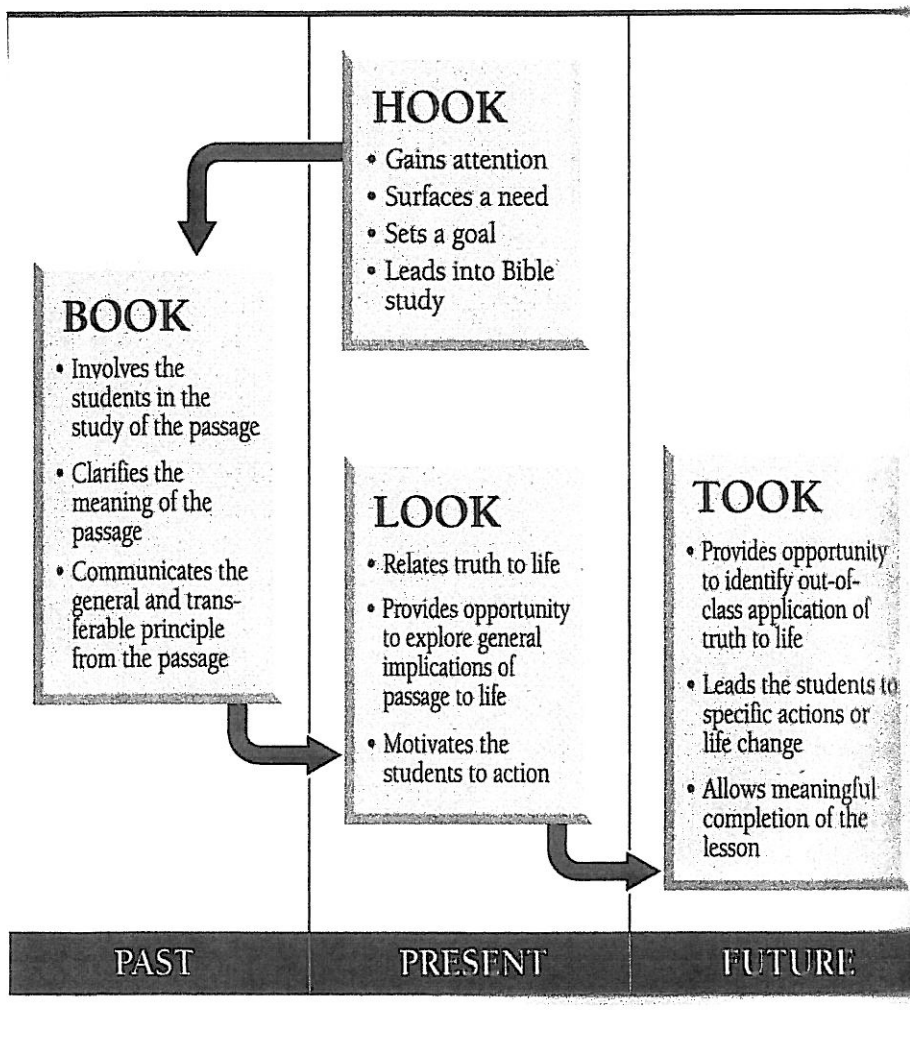 HOOK
• Gains attention
• Surfaces a need
• Sets a goal
• Leads into Bible
study
BOOK
• Involves the
students in the
study of the passage
• Clarifies the
meaning of the
passage
• Communicates the
general and trans-
ferable principle
from the passage
LOOK
• Relates truth to life
• Provides opportunity
to explore general
implications of
passage to life
• Motivates the
students to action
TOOK
• Provides opportunity
to identify out-of-
class application of
truth to life
• Leads the students to
specific actions or
life change
• Allows meaningful
completion of the
lesson
PAST
PRESENT
FUTURE